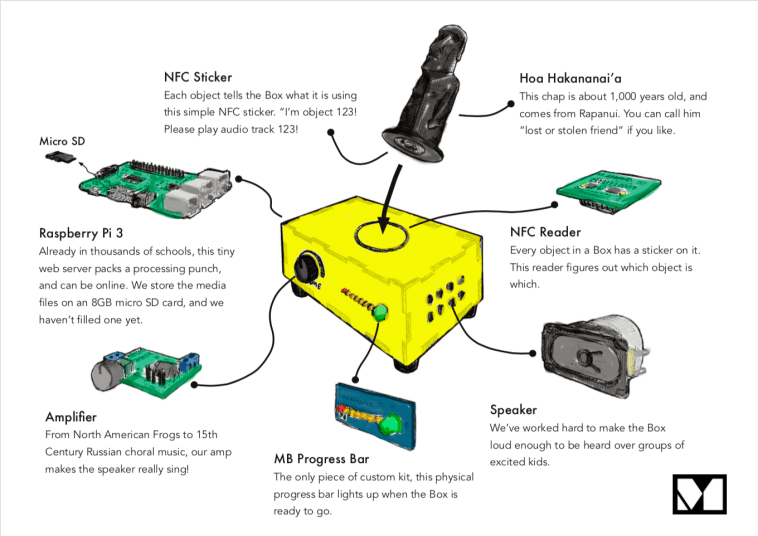 NFC Sticker
Each object tells the Box what it is using
this simple NFC sticker. “I’m object 123!
Please play audio track 123!
Hoa Hakananai’a
This chap is about 1,000 years old, and
comes from Rapanui. You can call him
“lost or stolen friend” if you like.
Micro SD
Raspberry Pi 3
Already in thousands of schools, this tiny
web server packs a processing punch,
and can be online. We store the media
files on an 8GB micro SD card, and we
haven’t filled one yet.
NFC Reader
Every object in a Box has a sticker on it.
This reader figures out which object is
which.
Amplifier
From North American Frogs to 15th
Century Russian choral music, our amp
makes the speaker really sing!
MB Progress Bar
The only piece of custom kit, this physical
progress bar lights up when the Box is
ready to go.
Speaker
We’ve worked hard to make the Box
loud enough to be heard over groups of
excited kids.